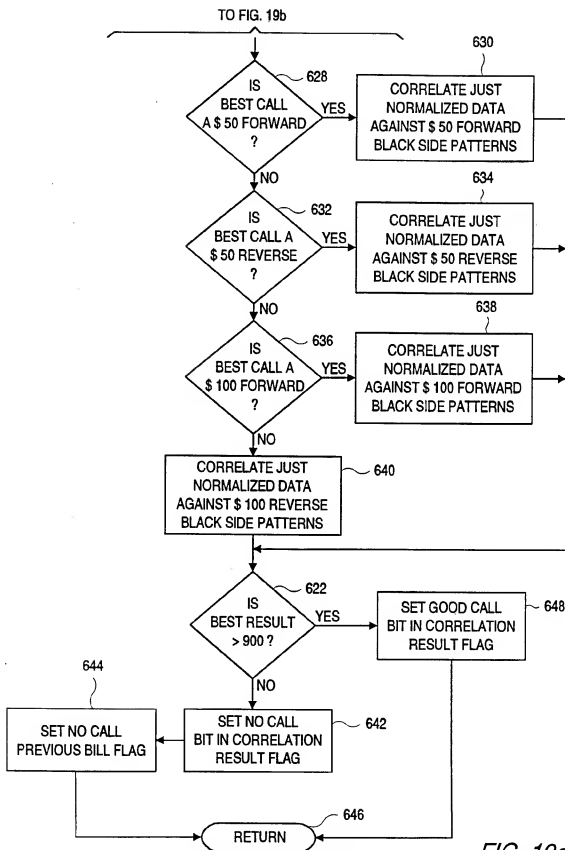 TO FIG. 19b
628
IS
BEST CALL
A $ 50 FORWARD
?
YES
NO
630
CORRELATE JUST
NORMALIZED DATA
AGAINST $ 50 FORWARD
BLACK SIDE PATTERNS
632
IS
BEST CALL A
$ 50 REVERSE
?
YES
NO
634
CORRELATE JUST
NORMALIZED DATA
AGAINST $ 50 REVERSE
BLACK SIDE PATTERNS
636
IS
BEST CALL A
$ 100 FORWARD
?
YES
NO
638
CORRELATE JUST
NORMALIZED DATA
AGAINST $ 100 FORWARD
BLACK SIDE PATTERNS
640
CORRELATE JUST
NORMALIZED DATA
AGAINST $ 100 REVERSE
BLACK SIDE PATTERNS
622
IS
BEST RESULT
> 900 ?
YES
NO
648
SET GOOD CALL
BIT IN CORRELATION
RESULT FLAG
644
SET NO CALL
PREVIOUS BILL FLAG
642
SET NO CALL
BIT IN CORRELATION
RESULT FLAG
646
RETURN
FIG.